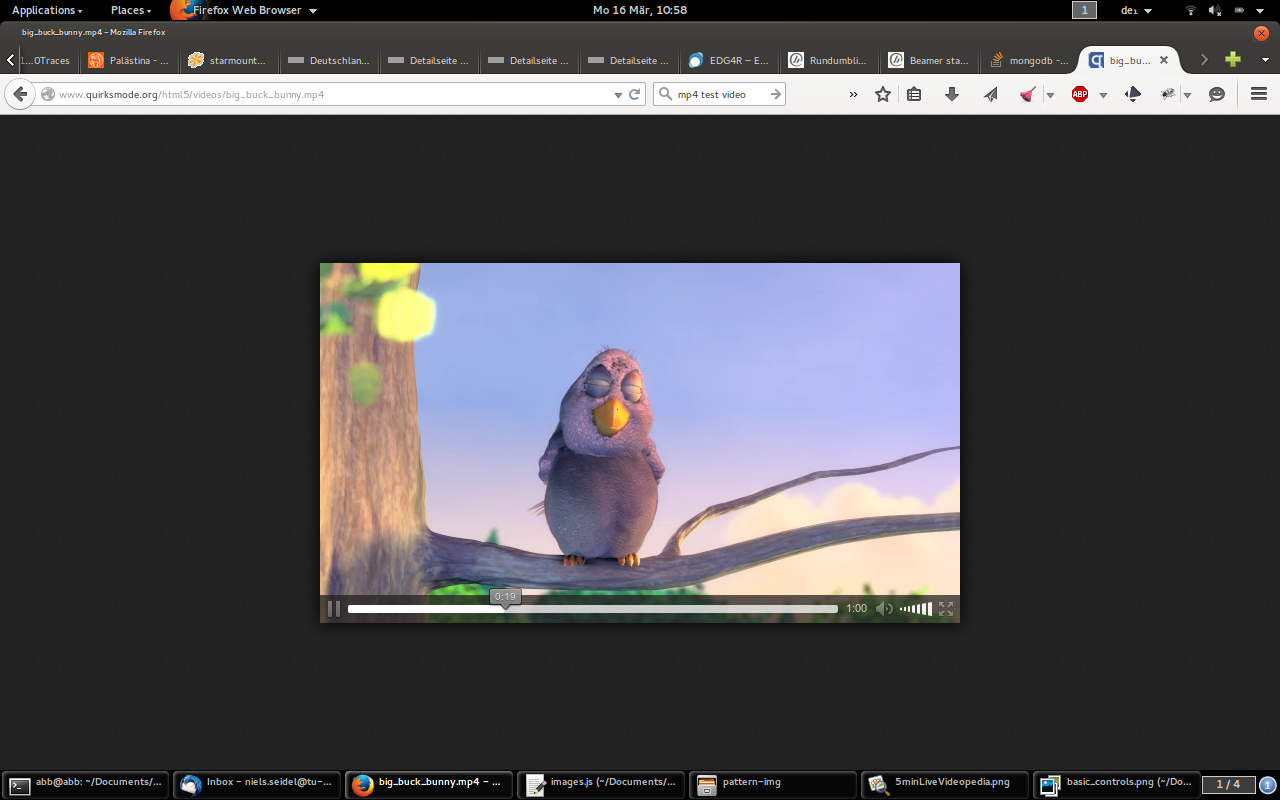 Applications Places Firefox Web Browser Mo 16 Mär, 10:58 1 de₁
big_buck_bunny.mp4 – Mozilla Firefox
1...0Traces Palästina - ... starmount... Deutschlan... Detailseite ... Detailseite ... Detailseite ... EDG4R – E... Rundumbli... Beamer sta... mongodb -... big_bu...
www.quirksmode.org/html5/videos/big_buck_bunny.mp4 mp4 test video ABP
0:19
1:00
abb@abb: ~/Documents/... Inbox – niels.seidel@tu-... big_buck_bunny.mp4 – ... images.js (~/Documents/... pattern-img 5minLiveVideopedia.png basic_controls.png (~/Do... 1 / 4 1